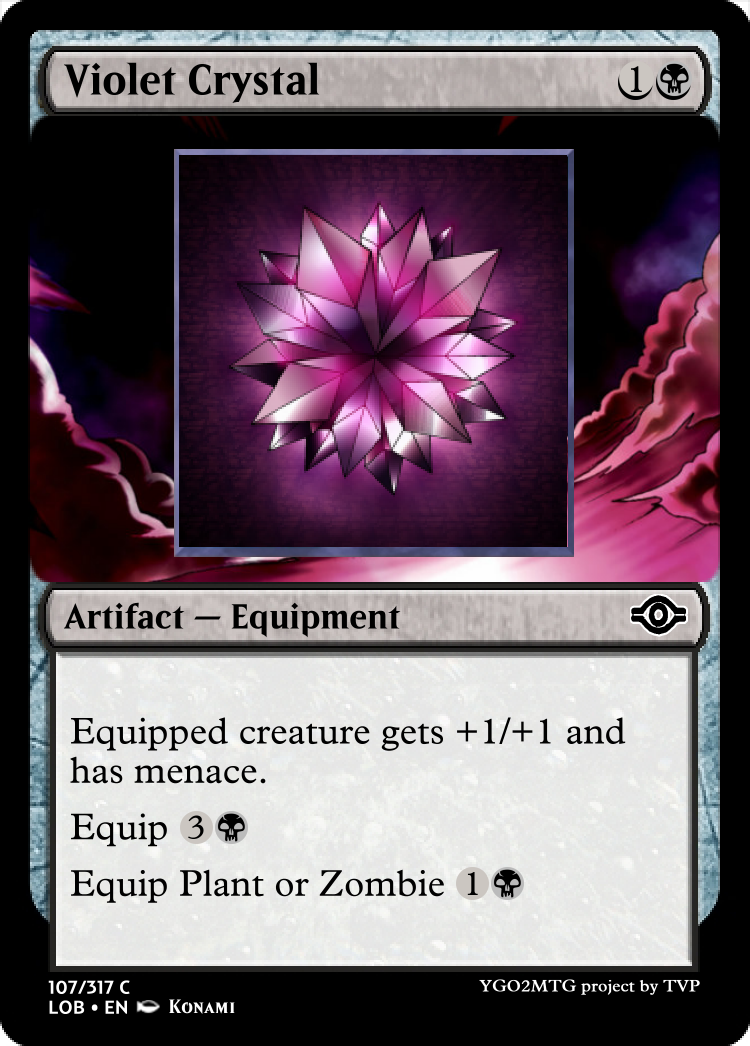 Violet Crystal 1
Artifact — Equipment
Equipped creature gets +1/+1 and
has menace.
Equip 3
Equip Plant or Zombie 1
107/317 C
LOB • EN KONAMI
YGO2MTG project by TVP